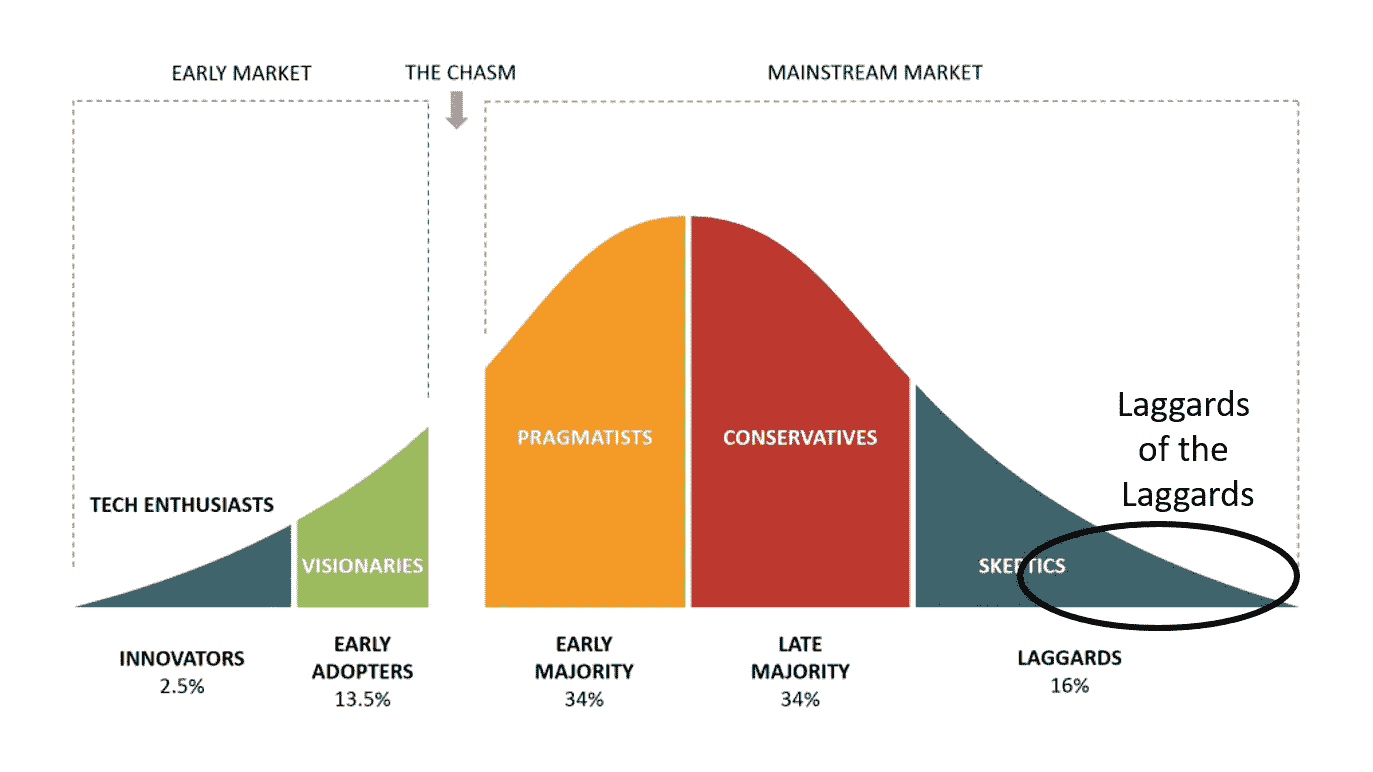 EARLY MARKET
THE CHASM
MAINSTREAM MARKET
Laggards
of the
Laggards
PRAGMATISTS
CONSERVATIVES
TECH ENTHUSIASTS
VISIONARIES
SKEPTICS
INNOVATORS
2.5%
EARLY
ADOPTERS
13.5%
EARLY
MAJORITY
34%
LATE
MAJORITY
34%
LAGGARDS
16%